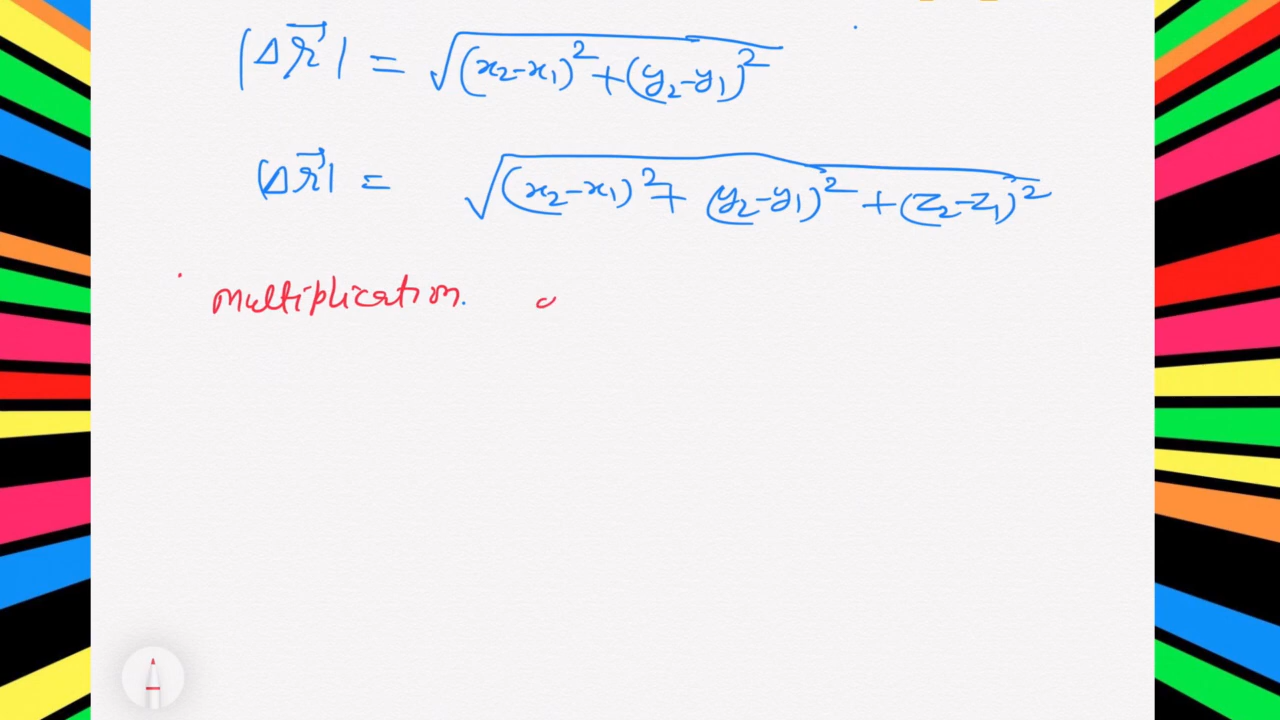 |Δr⃗| = √(x₂-x₁)² + (y₂-y₁)²
|Δr⃗| = √(x₂-x₁)² + (y₂-y₁)² + (z₂-z₁)²
multiplication. o